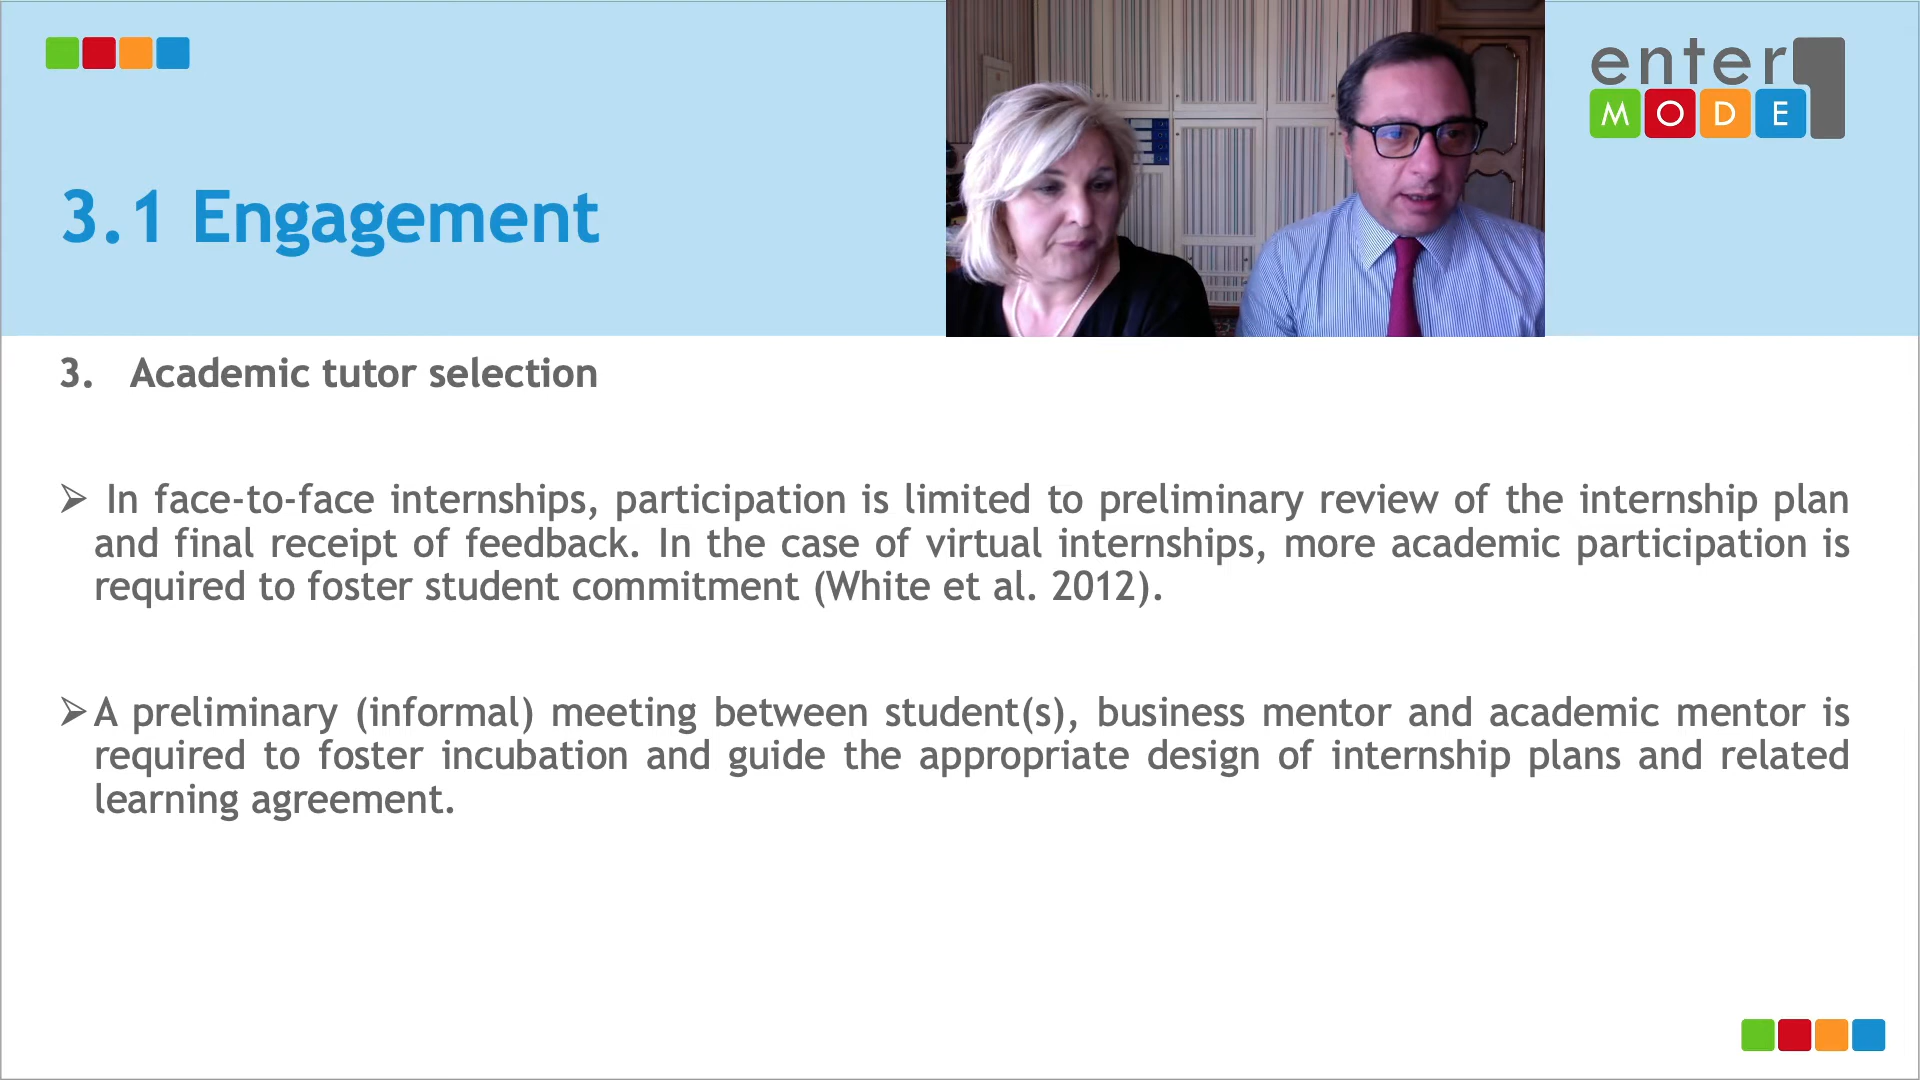 enter
MODE
3.1 Engagement
3. Academic tutor selection
➢ In face-to-face internships, participation is limited to preliminary review of the internship plan
and final receipt of feedback. In the case of virtual internships, more academic participation is
required to foster student commitment (White et al. 2012).
➢ A preliminary (informal) meeting between student(s), business mentor and academic mentor is
required to foster incubation and guide the appropriate design of internship plans and related
learning agreement.